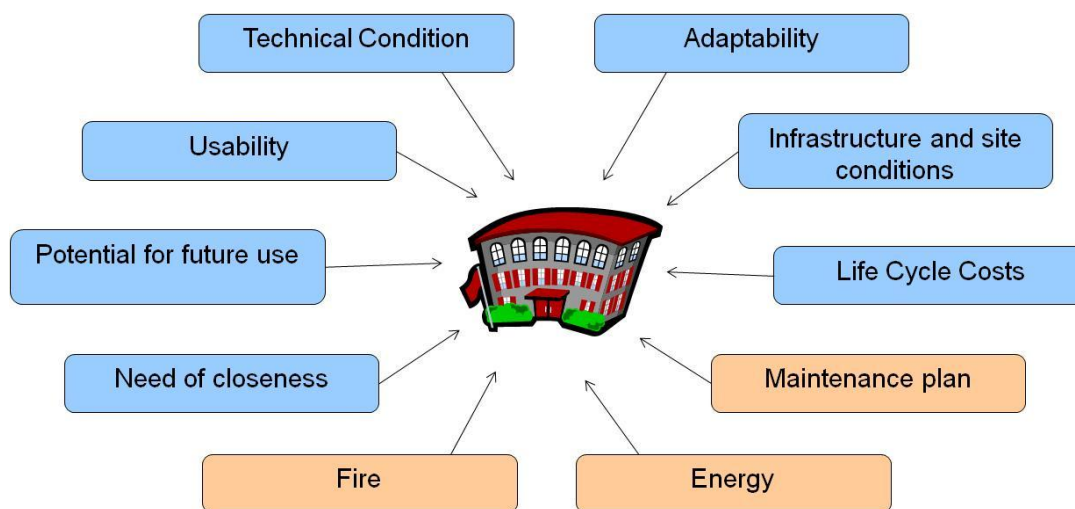 Technical Condition
Adaptability
Usability
Infrastructure and site
conditions
Potential for future use
Life Cycle Costs
Need of closeness
Maintenance plan
Fire
Energy